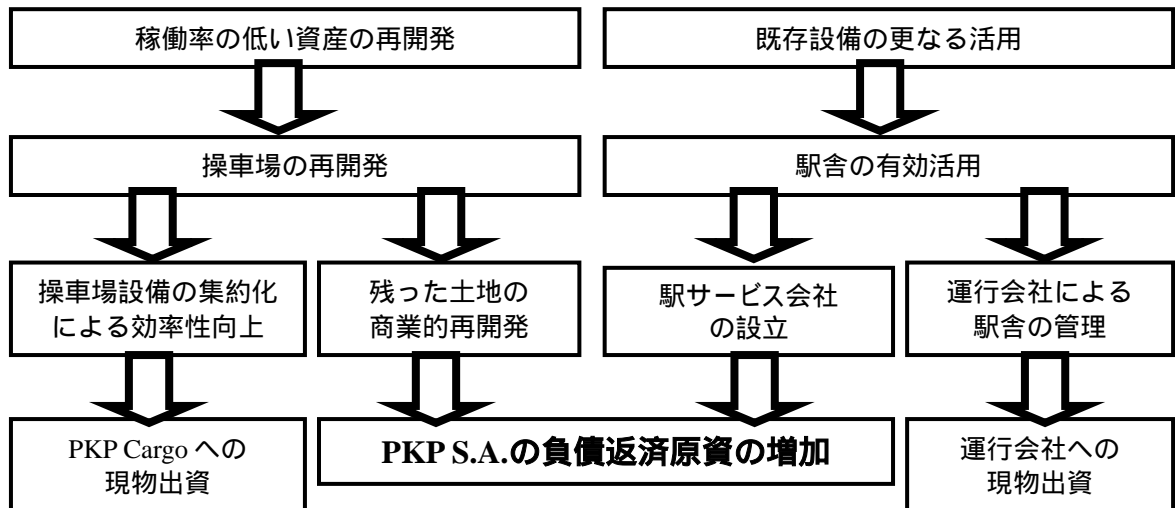 稼働率の低い資産の再開発
既存設備の更なる活用
操車場の再開発
駅舎の有効活用
操車場設備の集約化
による効率性向上
残った土地の
商業的再開発
駅サービス会社
の設立
運行会社による
駅舎の管理
PKP Cargo への
現物出資
PKP S.A.の負債返済原資の増加
運行会社への
現物出資